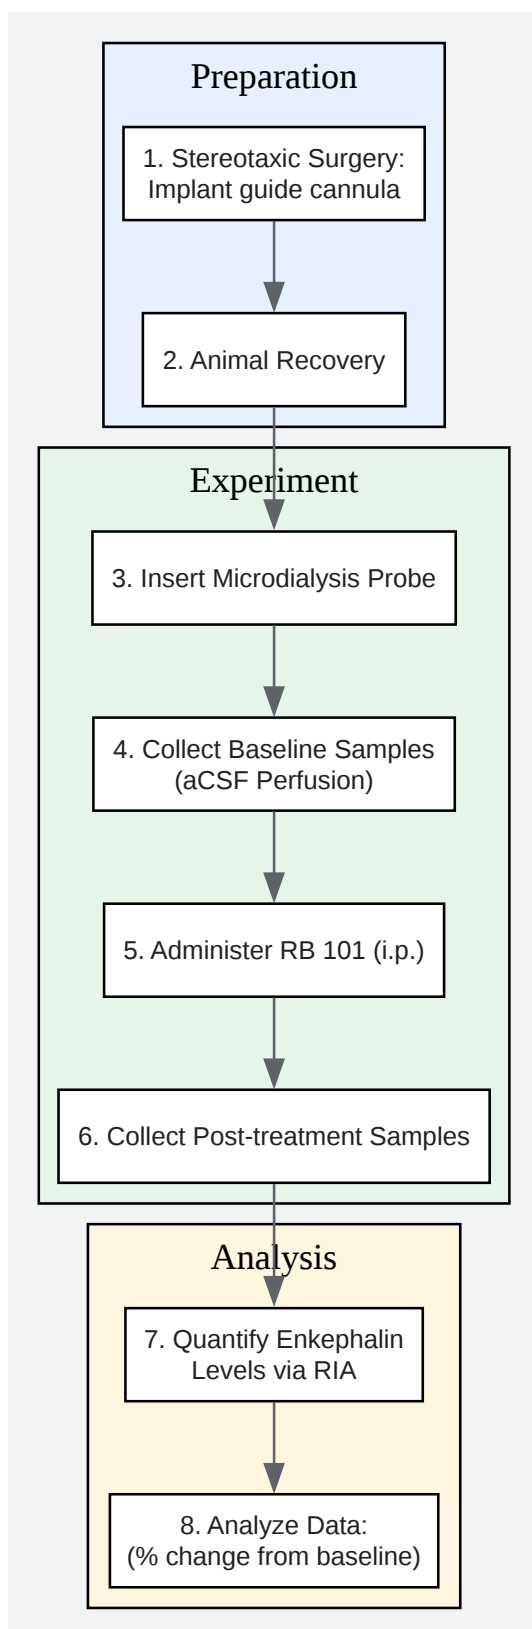 Preparation
1. Stereotaxic Surgery:
Implant guide cannula
2. Animal Recovery
Experiment
3. Insert Microdialysis Probe
4. Collect Baseline Samples
(aCSF Perfusion)
5. Administer RB 101 (i.p.)
6. Collect Post-treatment Samples
Analysis
7. Quantify Enkephalin
Levels via RIA
8. Analyze Data:
(% change from baseline)